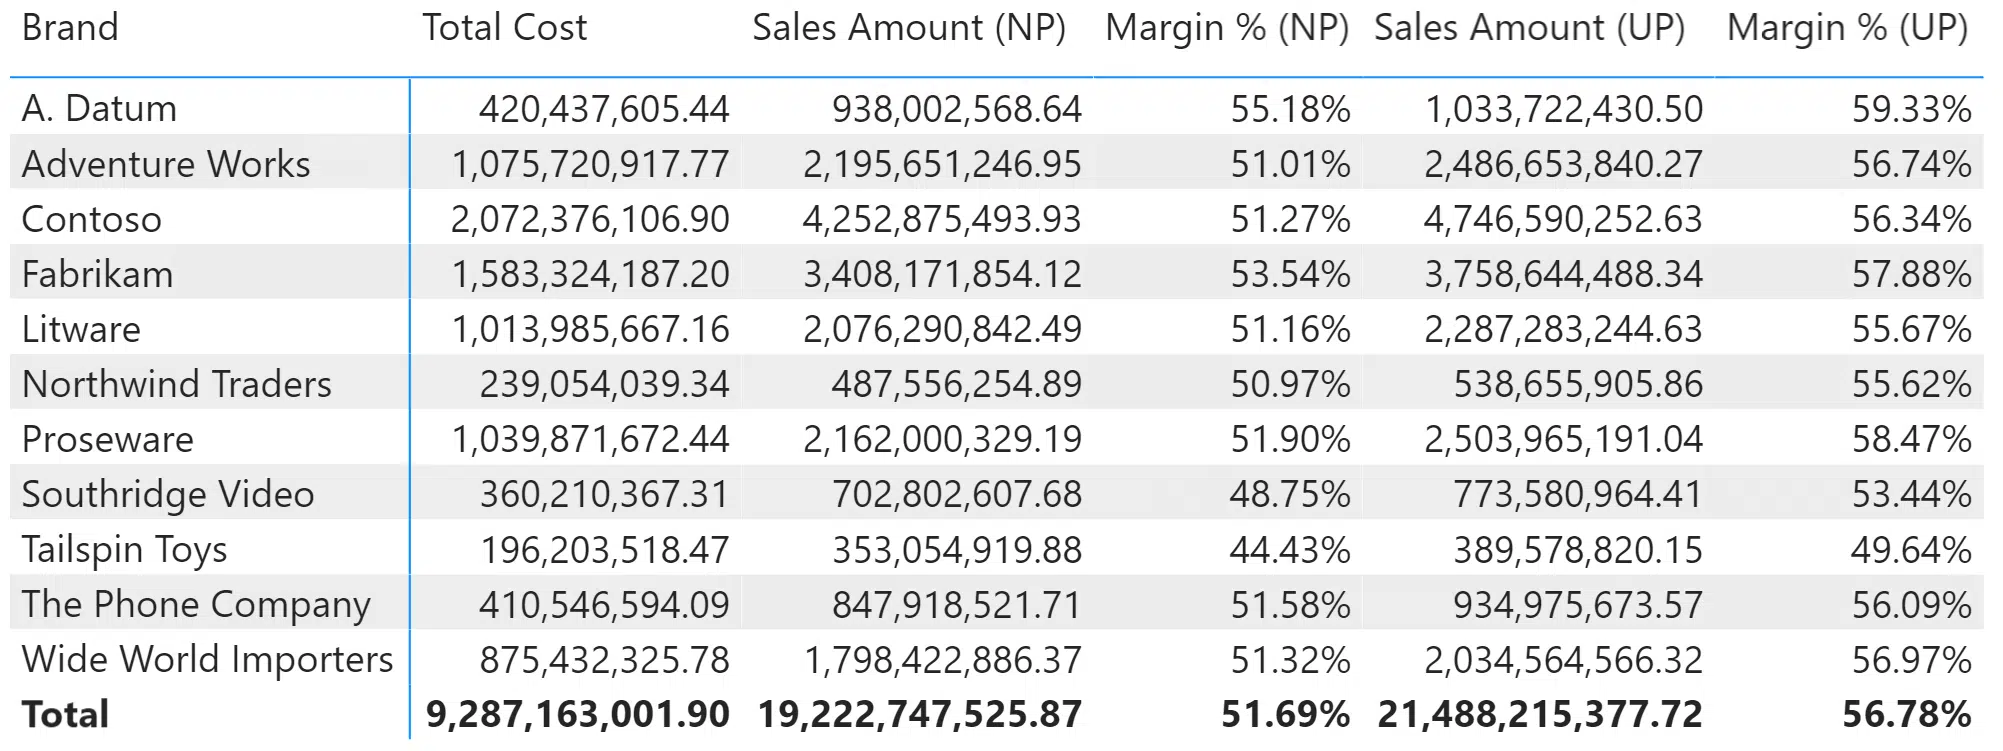 Brand Total Cost Sales Amount (NP) Margin % (NP) Sales Amount (UP) Margin % (UP)
A. Datum 420,437,605.44 938,002,568.64 55.18% 1,033,722,430.50 59.33%
Adventure Works 1,075,720,917.77 2,195,651,246.95 51.01% 2,486,653,840.27 56.74%
Contoso 2,072,376,106.90 4,252,875,493.93 51.27% 4,746,590,252.63 56.34%
Fabrikam 1,583,324,187.20 3,408,171,854.12 53.54% 3,758,644,488.34 57.88%
Litware 1,013,985,667.16 2,076,290,842.49 51.16% 2,287,283,244.63 55.67%
Northwind Traders 239,054,039.34 487,556,254.89 50.97% 538,655,905.86 55.62%
Proseware 1,039,871,672.44 2,162,000,329.19 51.90% 2,503,965,191.04 58.47%
Southridge Video 360,210,367.31 702,802,607.68 48.75% 773,580,964.41 53.44%
Tailspin Toys 196,203,518.47 353,054,919.88 44.43% 389,578,820.15 49.64%
The Phone Company 410,546,594.09 847,918,521.71 51.58% 934,975,673.57 56.09%
Wide World Importers 875,432,325.78 1,798,422,886.37 51.32% 2,034,564,566.32 56.97%
Total 9,287,163,001.90 19,222,747,525.87 51.69% 21,488,215,377.72 56.78%